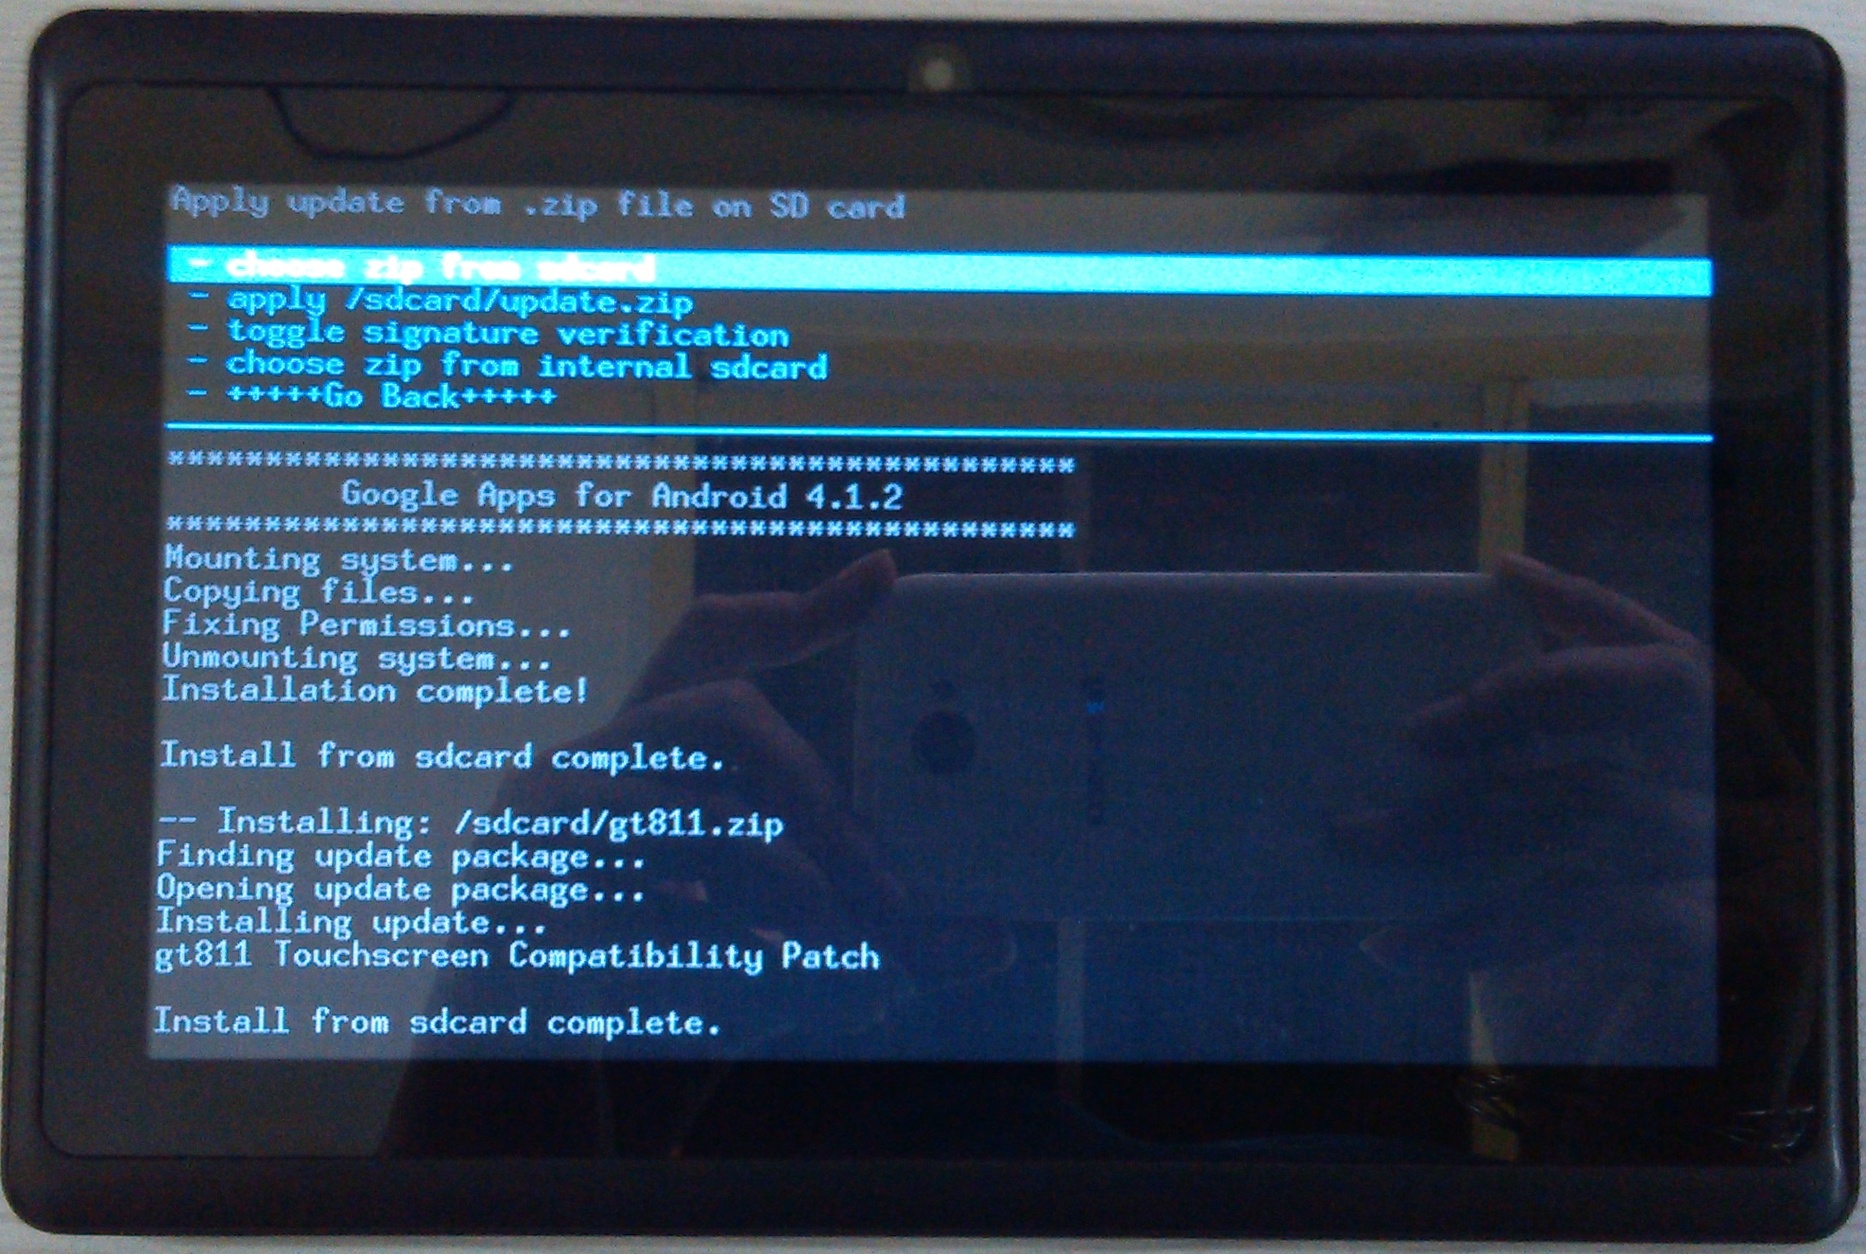 Apply update from .zip file on SD card
- choose zip from sdcard
- apply /sdcard/update.zip
- toggle signature verification
- choose zip from internal sdcard
- +++++Go Back+++++
***********************************************
Google Apps for Android 4.1.2
***********************************************
Mounting system...
Copying files...
Fixing Permissions...
Unmounting system...
Installation complete!
Install from sdcard complete.
-- Installing: /sdcard/gt811.zip
Finding update package...
Opening update package...
Installing update...
gt811 Touchscreen Compatibility Patch
Install from sdcard complete.